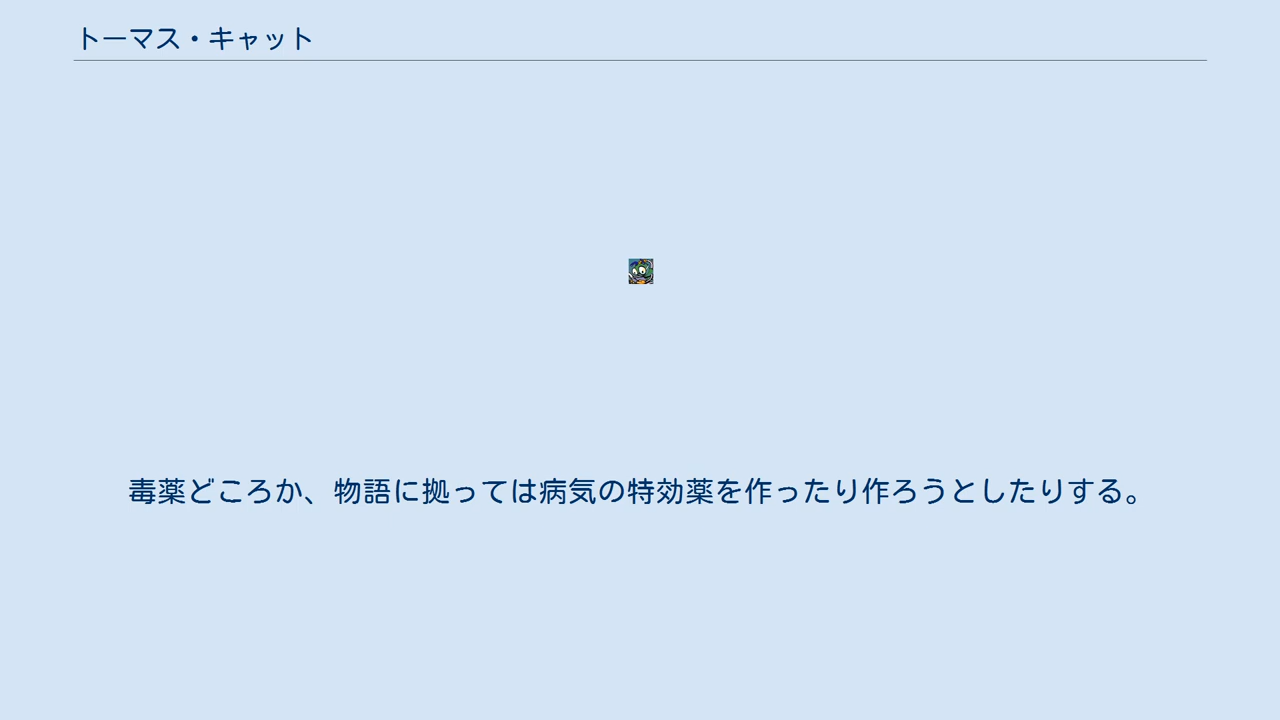 トーマス・キャット
毒薬どころか、物語に拠っては病気の特効薬を作ったり作ろうとしたりする。